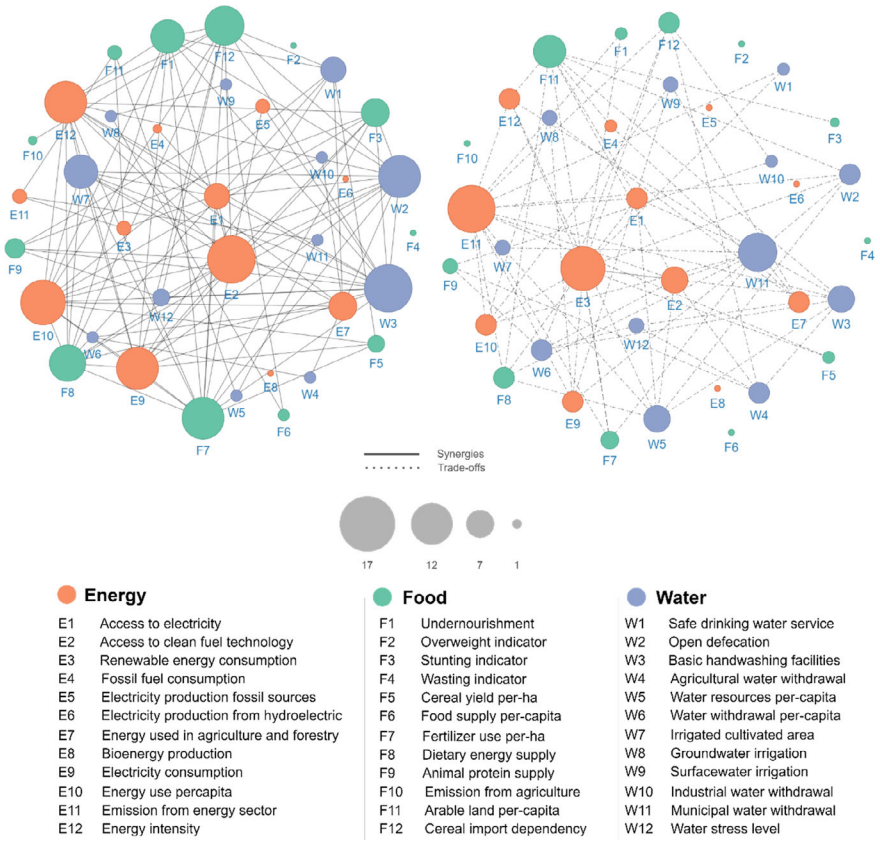 F12
F1
F2
F11
W1
W9
E5
E12
W8
E4
F3
F10
W10
W7
E6
W2
E11
E1
E3
W11
F4
F9
E2
W12
E10
E7
W3
W6
F5
F8
E9
E8
W4
W5
F6
F7
F12
F1
F2
F11
W1
W9
E12
E5
W8
E4
F3
F10
W10
E6
W2
E11
E1
W7
F4
W11
F9
E3
E2
E7
W3
E10
W12
W6
F5
F8
E8
W4
E9
W5
F6
F7
Synergies
Trade-offs
17 12 7 1
Energy
E1 Access to electricity
E2 Access to clean fuel technology
E3 Renewable energy consumption
E4 Fossil fuel consumption
E5 Electricity production fossil sources
E6 Electricity production from hydroelectric
E7 Energy used in agriculture and forestry
E8 Bioenergy production
E9 Electricity consumption
E10 Energy use percapita
E11 Emission from energy sector
E12 Energy intensity
Food
F1 Undernourishment
F2 Overweight indicator
F3 Stunting indicator
F4 Wasting indicator
F5 Cereal yield per-ha
F6 Food supply per-capita
F7 Fertilizer use per-ha
F8 Dietary energy supply
F9 Animal protein supply
F10 Emission from agriculture
F11 Arable land per-capita
F12 Cereal import dependency
Water
W1 Safe drinking water service
W2 Open defecation
W3 Basic handwashing facilities
W4 Agricultural water withdrawal
W5 Water resources per-capita
W6 Water withdrawal per-capita
W7 Irrigated cultivated area
W8 Groundwater irrigation
W9 Surfacewater irrigation
W10 Industrial water withdrawal
W11 Municipal water withdrawal
W12 Water stress level